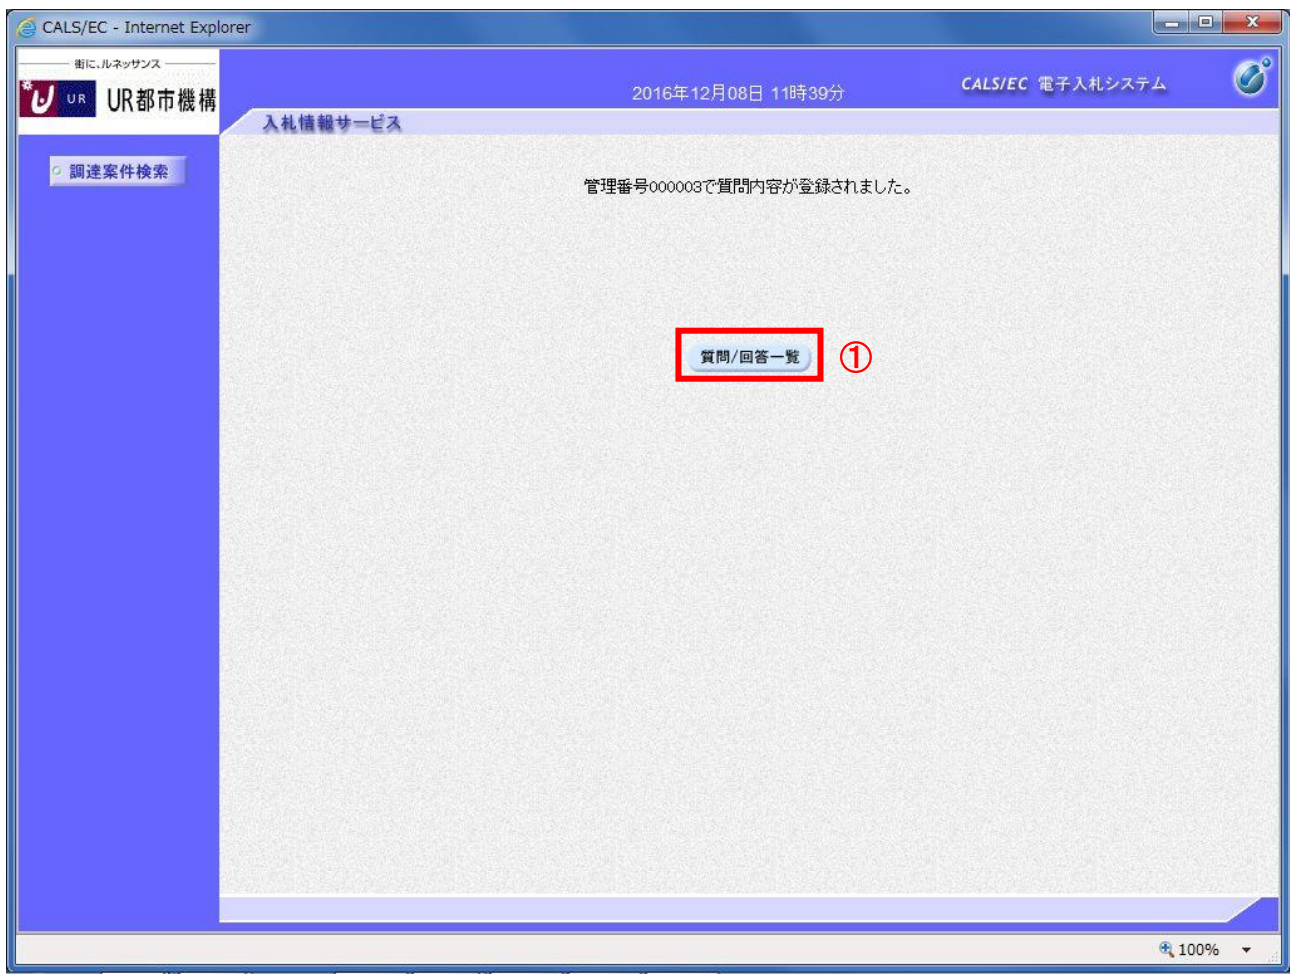 CALS/EC - Internet Explorer
街に、ルネッサンス
UR UR都市機構
2016年12月08日 11時39分
CALS/EC 電子入札システム
入札情報サービス
調達案件検索
管理番号000003で質問内容が登録されました。
質問/回答一覧 ①
100%